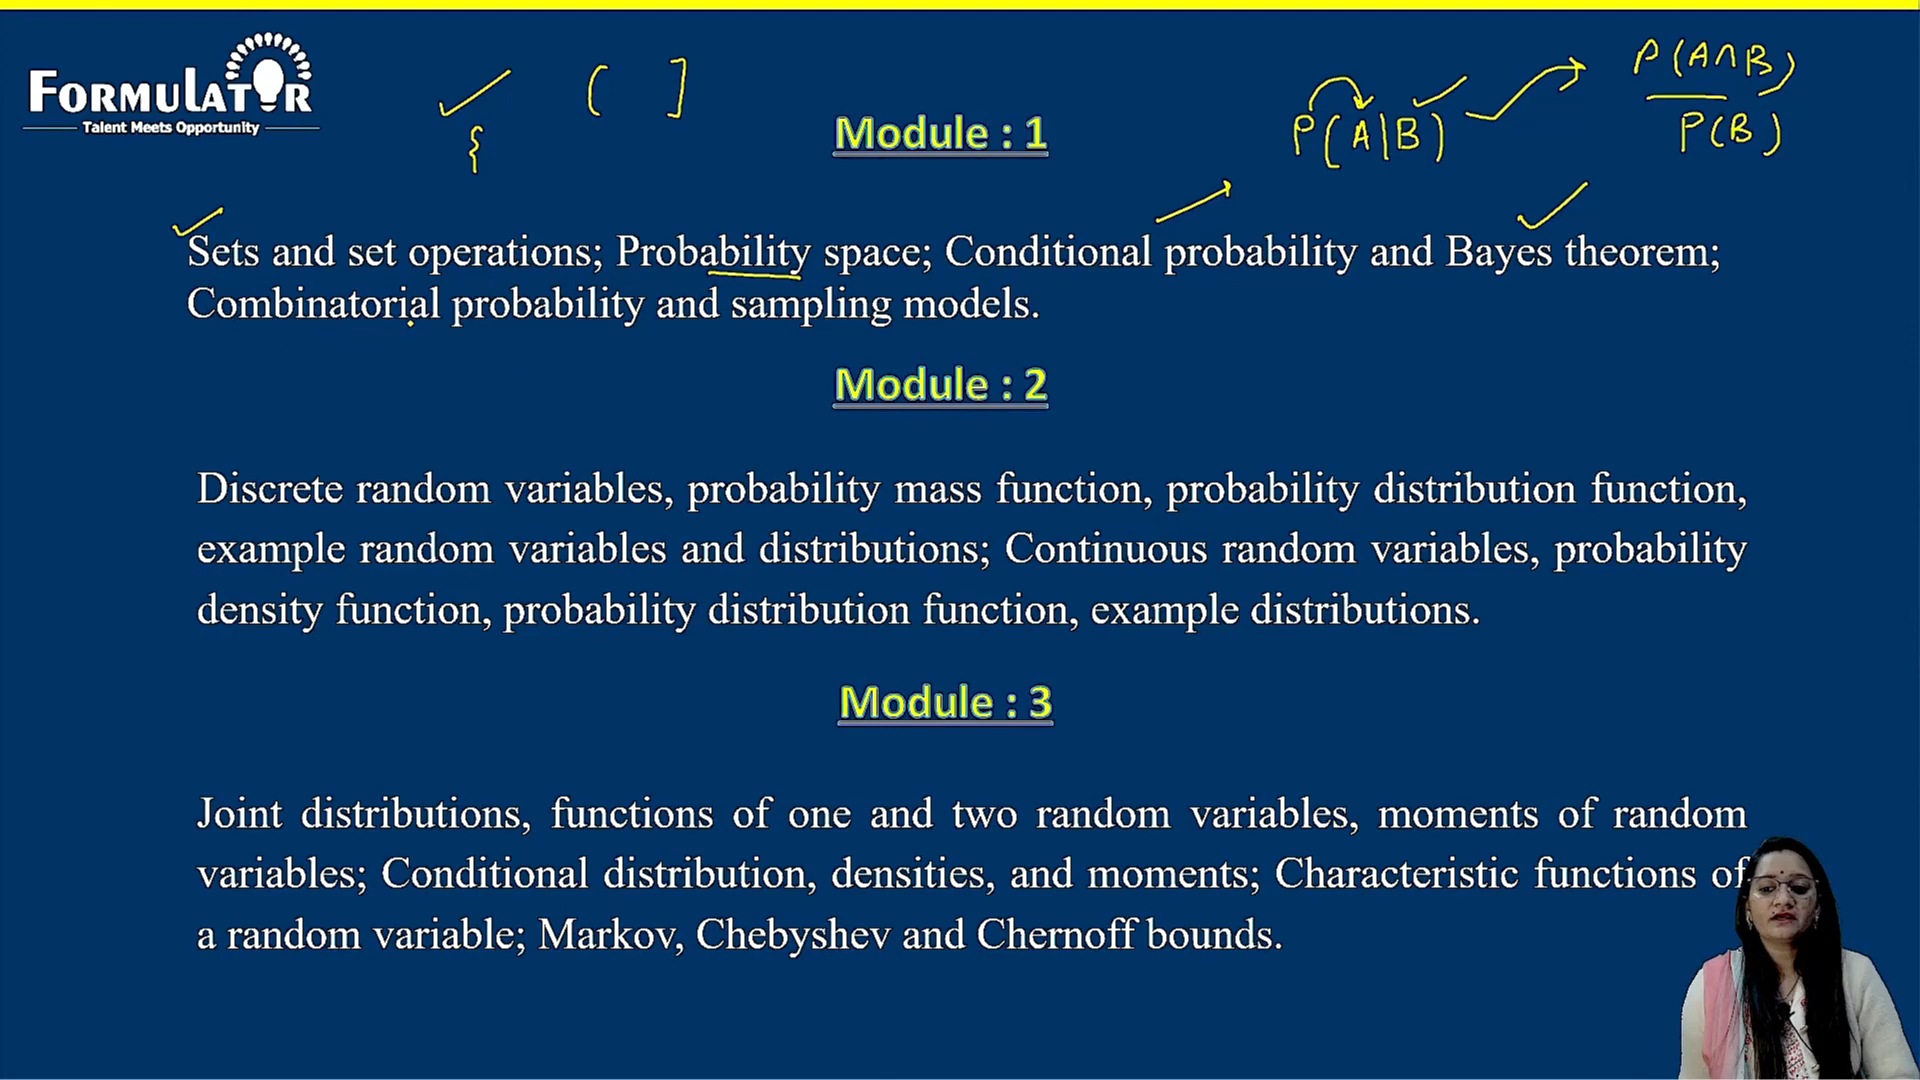 FORMULATOR
Talent Meets Opportunity
{ ( ]
Module : 1
P(A|B)
P(A∩B)
P(B)
Sets and set operations; Probability space; Conditional probability and Bayes theorem;
Combinatorial probability and sampling models.
Module : 2
Discrete random variables, probability mass function, probability distribution function,
example random variables and distributions; Continuous random variables, probability
density function, probability distribution function, example distributions.
Module : 3
Joint distributions, functions of one and two random variables, moments of random
variables; Conditional distribution, densities, and moments; Characteristic functions of
a random variable; Markov, Chebyshev and Chernoff bounds.